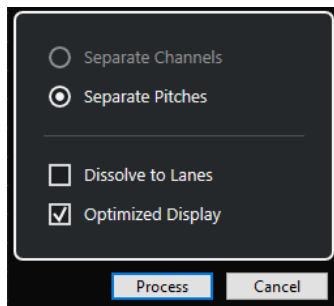 Separate Channels
Separate Pitches
Dissolve to Lanes
Optimized Display
Process
Cancel